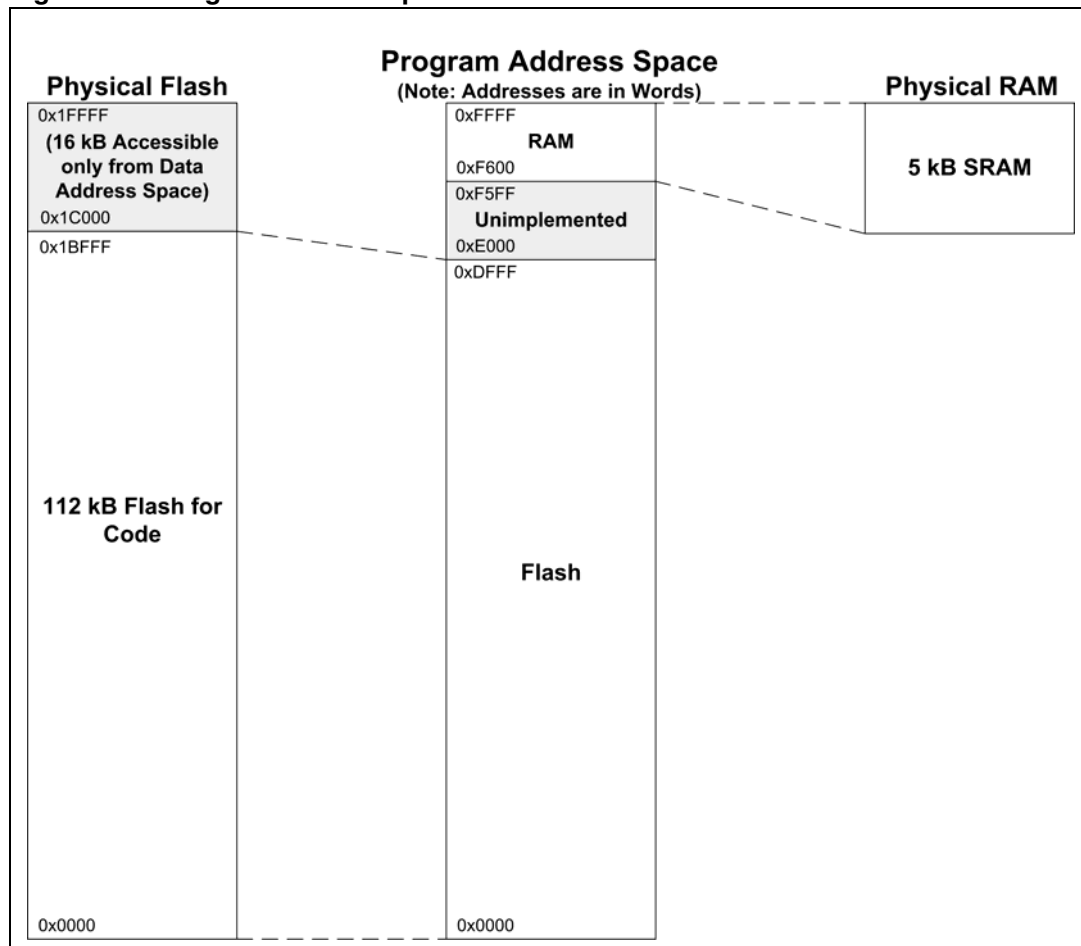 Program Address Space
(Note: Addresses are in Words)
Physical Flash
0x1FFFF
(16 kB Accessible
only from Data
Address Space)
0x1C000
0x1BFFF
112 kB Flash for
Code
0x0000
0xFFFF
RAM
0xF600
0xF5FF
Unimplemented
0xE000
0xDFFF
Flash
0x0000
Physical RAM
5 kB SRAM